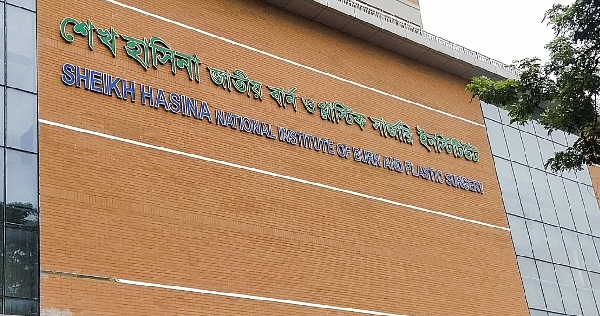 শেখ হাসিনা জাতীয় বার্ন ও প্লাস্টিক সার্জারি ইনস্টিটিউট
SHEIKH HASINA NATIONAL INSTITUTE OF BURN AND PLASTIC SURGERY